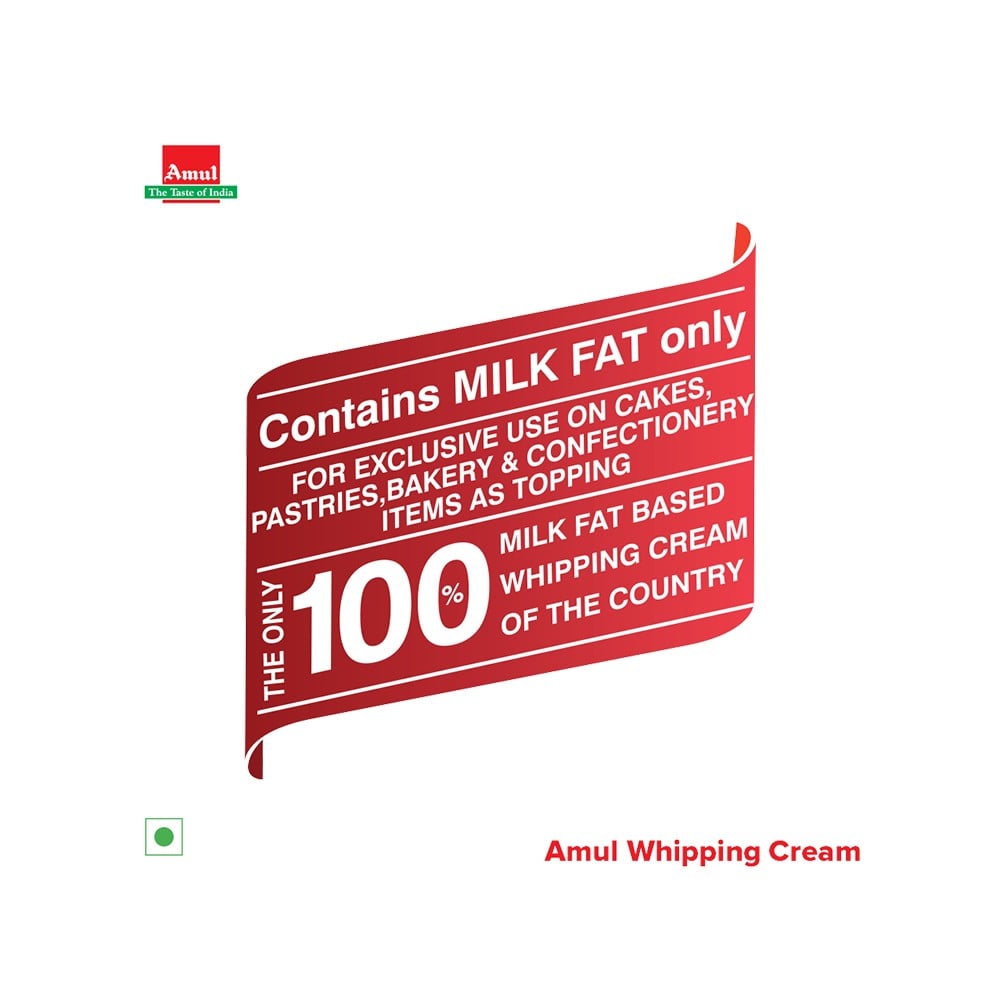 Amul
The Taste of India
Contains MILK FAT only
FOR EXCLUSIVE USE ON CAKES,
PASTRIES,BAKERY & CONFECTIONERY
ITEMS AS TOPPING
THE ONLY
100%
MILK FAT BASED
WHIPPING CREAM
OF THE COUNTRY
Amul Whipping Cream